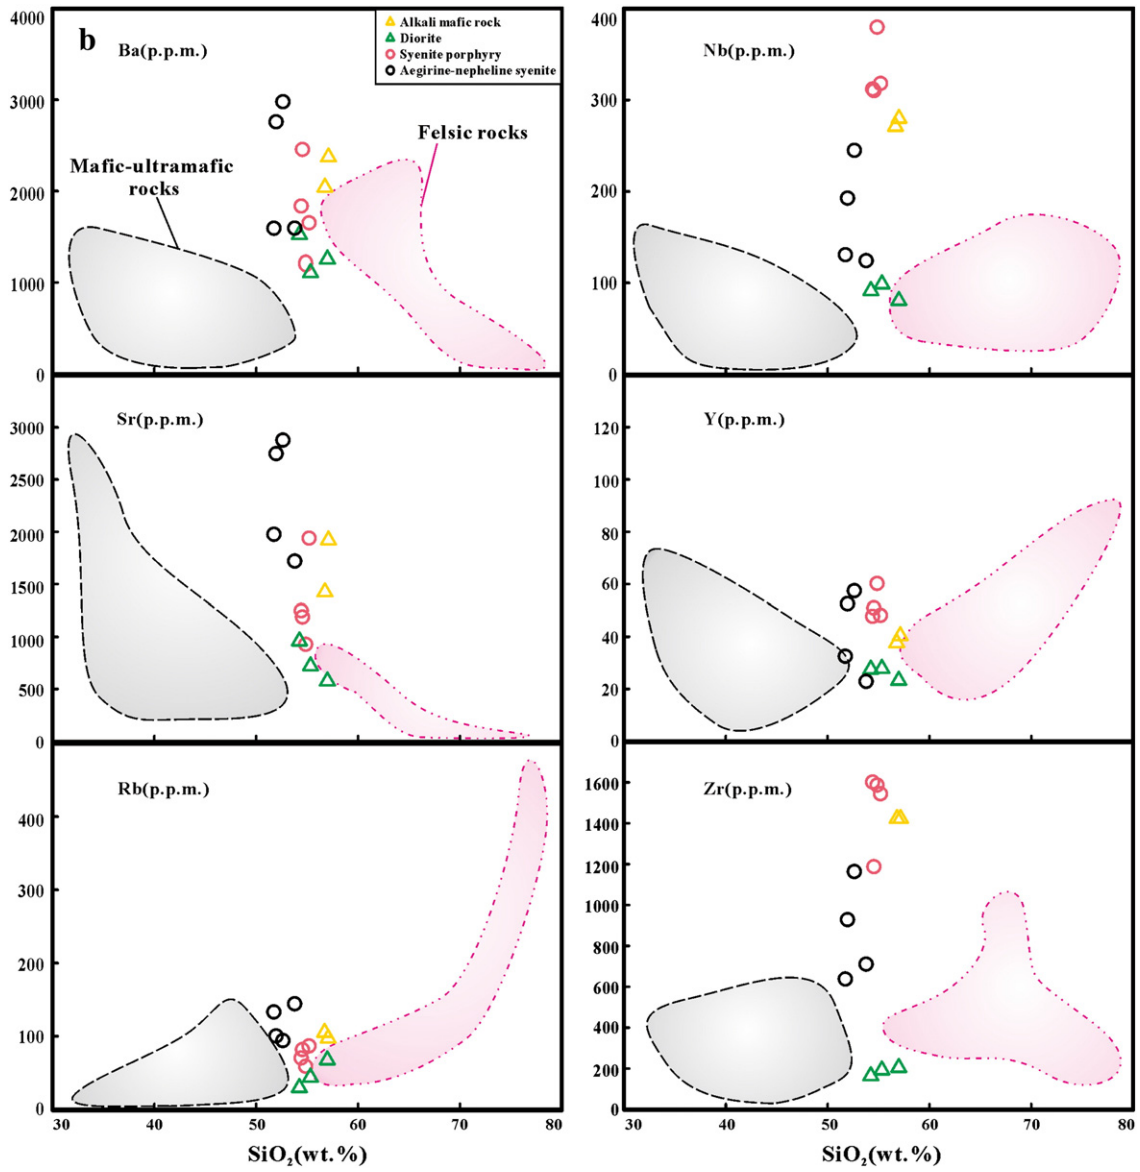 b
Ba(p.p.m.)
Alkali mafic rock
Diorite
Syenite porphyry
Aegirine-nepheline syenite
Felsic rocks
Mafic-ultramafic
rocks
4000
3000
2000
1000
0
Nb(p.p.m.)
400
300
200
100
0
Sr(p.p.m.)
3000
2500
2000
1500
1000
500
0
Y(p.p.m.)
120
100
80
60
40
20
0
Rb(p.p.m.)
400
300
200
100
0
30 40 50 60 70
SiO₂(wt.%)
Zr(p.p.m.)
1600
1400
1200
1000
800
600
400
200
0
30 40 50 60 70 80
SiO₂(wt.%)